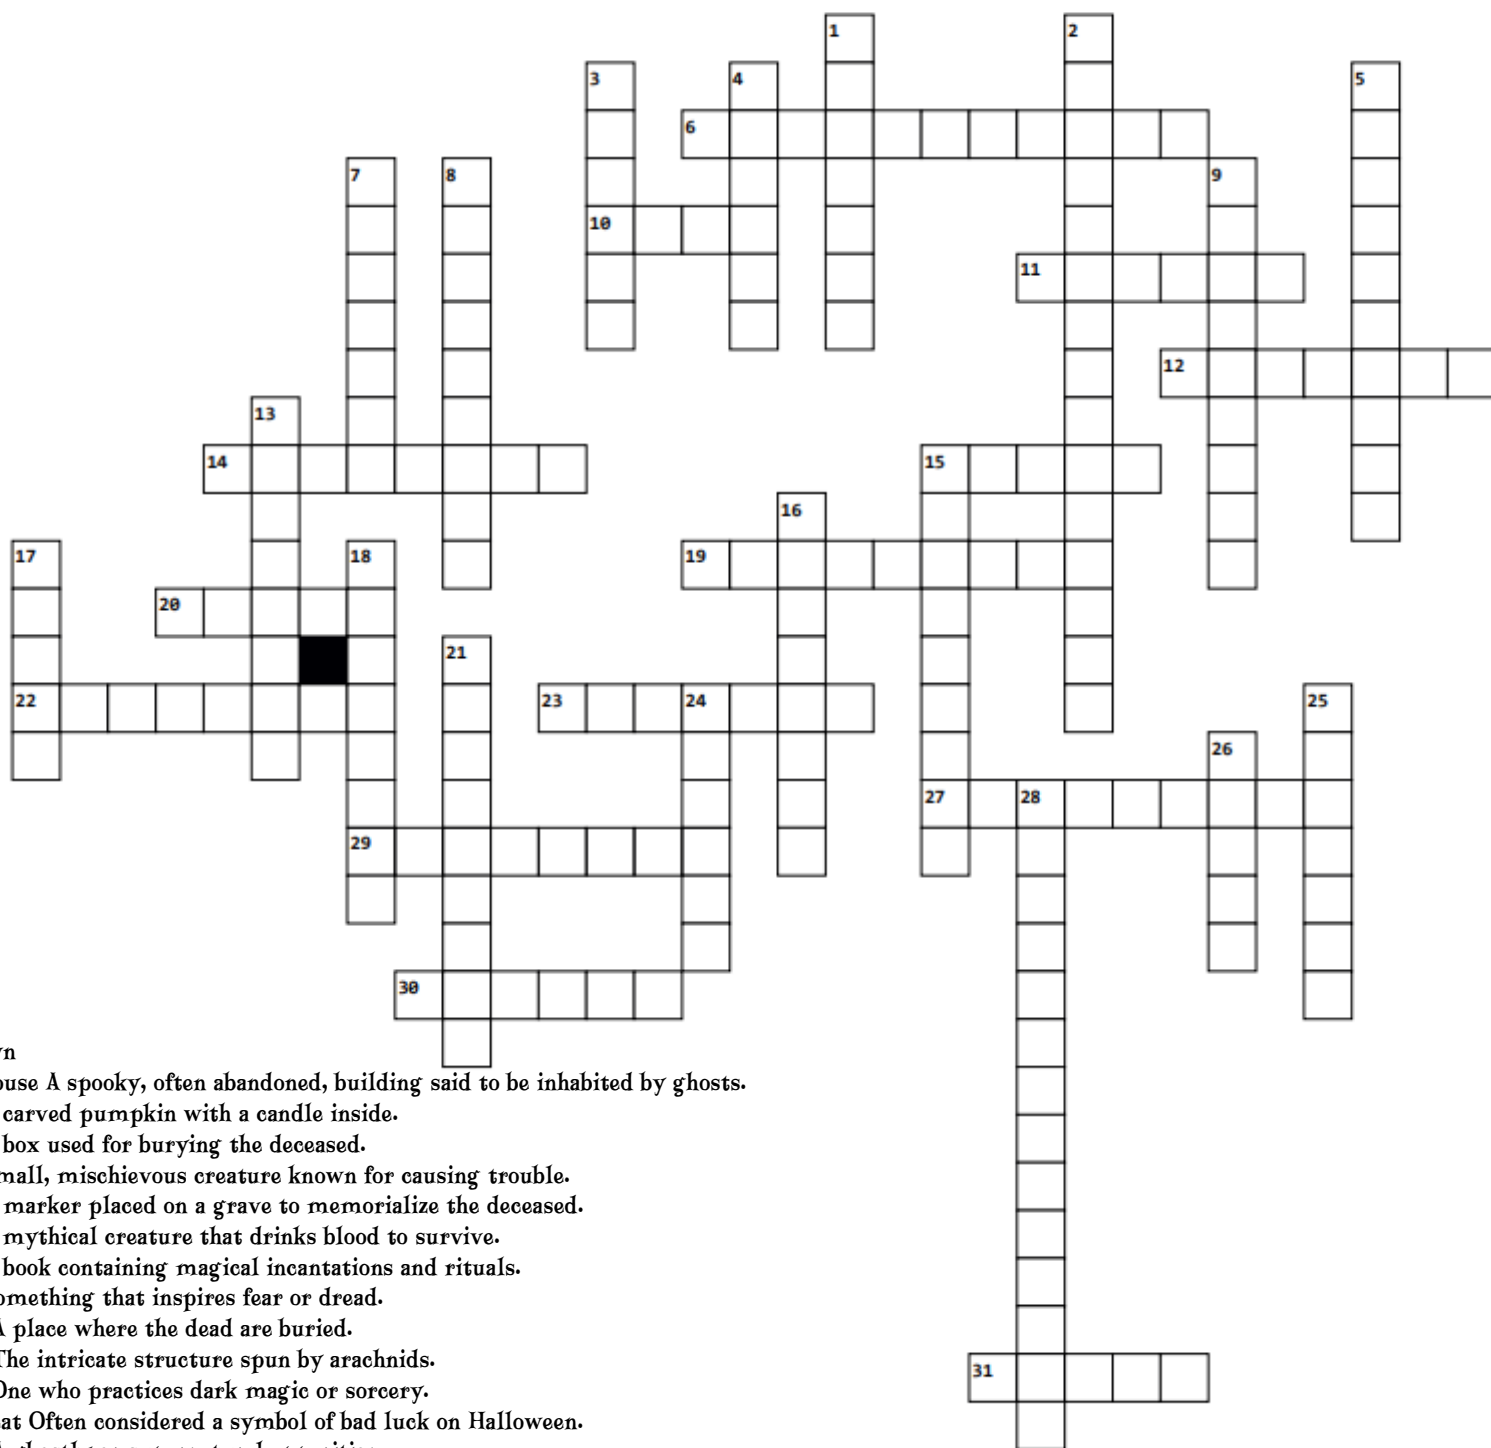 1
2
3
4
5
6
7
8
9
10
11
12
13
14
15
16
17
18
19
20
21
22
23
24
25
26
27
28
29
30
31
A spooky, often abandoned, building said to be inhabited by ghosts.
carved pumpkin with a candle inside.
box used for burying the deceased.
mischievous creature known for causing trouble.
marker placed on a grave to memorialize the deceased.
mythical creature that drinks blood to survive.
book containing magical incantations and rituals.
that inspires fear or dread.
A place where the dead are buried.
The intricate structure spun by arachnids.
One who practices dark magic or sorcery.
Often considered a symbol of bad luck on Halloween.